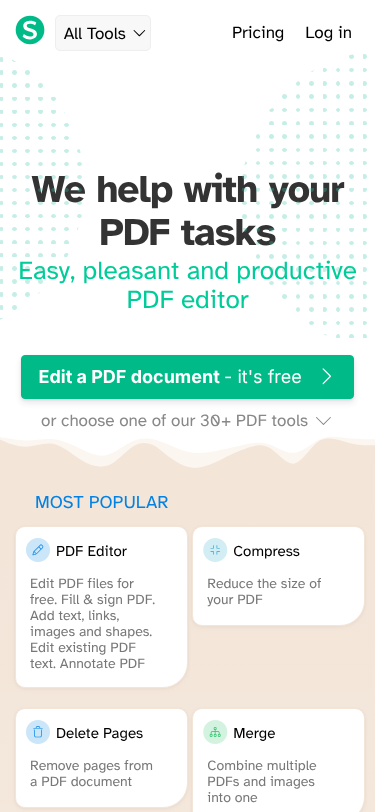 S All Tools Pricing Log in
We help with your
PDF tasks
Easy, pleasant and productive
PDF editor
Edit a PDF document - it's free
or choose one of our 30+ PDF tools
MOST POPULAR
PDF Editor
Edit PDF files for
free. Fill & sign PDF.
Add text, links,
images and shapes.
Edit existing PDF
text. Annotate PDF
Compress
Reduce the size of
your PDF
Delete Pages
Remove pages from
a PDF document
Merge
Combine multiple
PDFs and images
into one